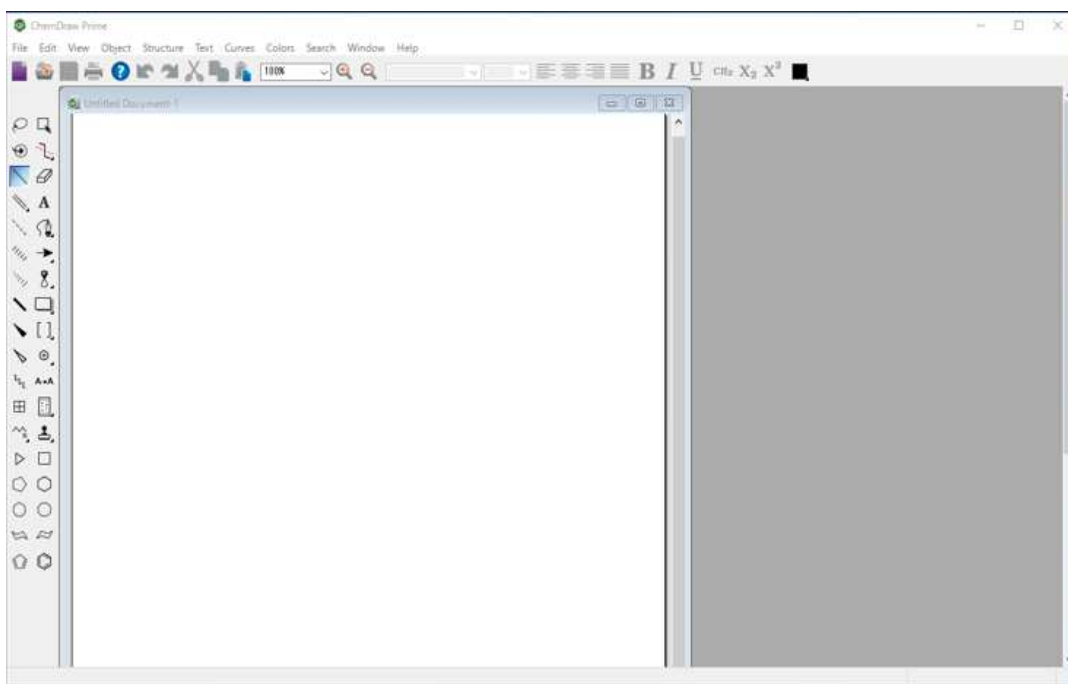 ChemDraw Prime
File Edit View Object Structure Text Curves Colors Search Window Help
100% B I U CH₂ X₂ X²
Untitled Document-1
A
A↔A